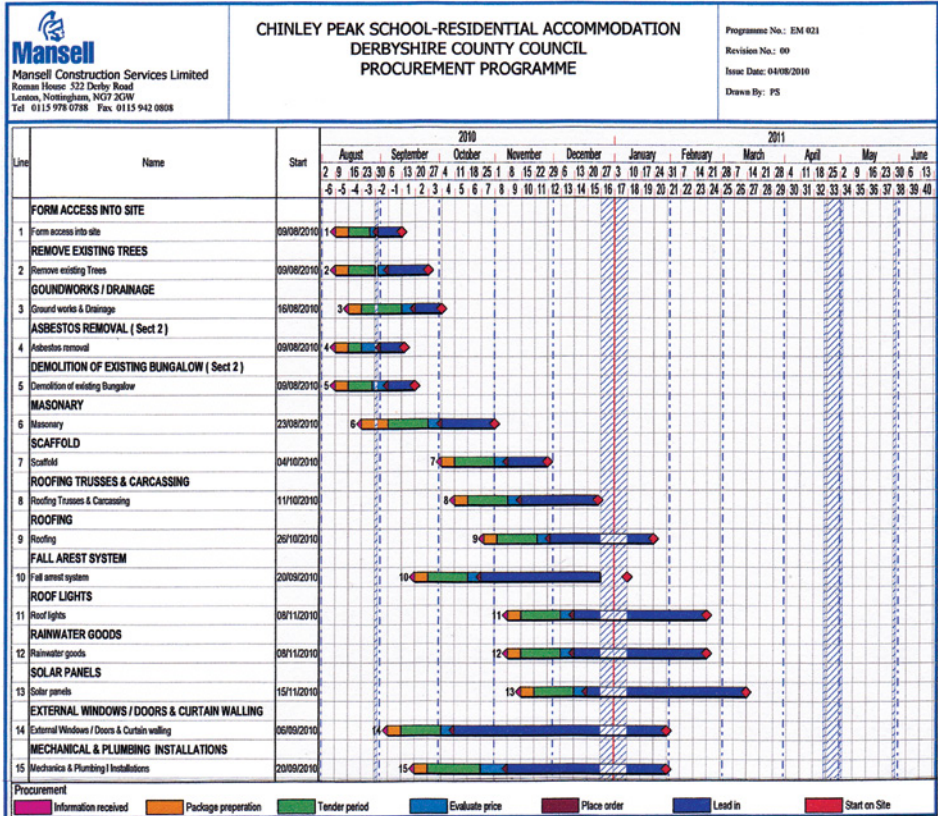 Mansell
Mansell Construction Services Limited
Roman House 522 Derby Road
Lenton, Nottingham, NG7 2GW
Tel 0115 978 0788 Fax 0115 942 0808
CHINLEY PEAK SCHOOL-RESIDENTIAL ACCOMMODATION
DERBYSHIRE COUNTY COUNCIL
PROCUREMENT PROGRAMME
Programme No.: EM 021
Revision No.: 00
Issue Date: 04/08/2010
Drawn By: PS
2010 2011
Line Name Start
August September October November December January February March April May June
2 9 16 23 30 6 13 20 27 4 11 18 25 1 8 15 22 29 6 13 20 27 3 10 17 24 31 7 14 21 28 7 14 21 28 4 11 18 25 2 9 16 23 30 6 13
-6 -5 -4 -3 -2 -1 1 2 3 4 5 6 7 8 9 10 11 12 13 14 15 16 17 18 19 20 21 22 23 24 25 26 27 28 29 30 31 32 33 34 35 36 37 38 39 40
FORM ACCESS INTO SITE
1 Form access into site 09/08/2010 1
REMOVE EXISTING TREES
2 Remove existing Trees 09/08/2010 2
GOUNDWORKS / DRAINAGE
3 Ground works & Drainage 16/08/2010 3
ASBESTOS REMOVAL ( Sect 2 )
4 Asbestos removal 09/08/2010 4
DEMOLITION OF EXISTING BUNGALOW ( Sect 2 )
5 Demolition of existing Bungalow 09/08/2010 5
MASONARY
6 Masonary 23/08/2010 6
SCAFFOLD
7 Scaffold 04/10/2010 7
ROOFING TRUSSES & CARCASSING
8 Roofing Trusses & Carcassing 11/10/2010 8
ROOFING
9 Roofing 26/10/2010 9
FALL AREST SYSTEM
10 Fall arrest system 20/09/2010 10
ROOF LIGHTS
11 Roof lights 08/11/2010 11
RAINWATER GOODS
12 Rainwater goods 08/11/2010 12
SOLAR PANELS
13 Solar panels 15/11/2010 13
EXTERNAL WINDOWS / DOORS & CURTAIN WALLING
14 External Windows / Doors & Curtain walling 06/09/2010 14
MECHANICAL & PLUMBING INSTALLATIONS
15 Mechanica & Plumbing l Installations 20/09/2010 15
Procurement
Information received Package preperation Tender period Evaluate price Place order Lead in Start on Site